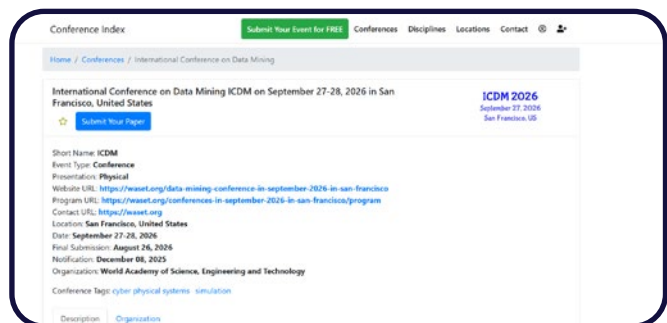 Conference Index
Submit Your Event for FREE Conferences Disciplines Locations Contact
Home / Conferences / International Conference on Data Mining
International Conference on Data Mining ICDM on September 27-28, 2026 in San
Francisco, United States
Submit Your Paper
ICDM 2026
September 27, 2026
San Francisco, US
Short Name: ICDM
Event Type: Conference
Presentation: Physical
Website URL: https://waset.org/data-mining-conference-in-september-2026-in-san-francisco
Program URL: https://waset.org/conferences-in-september-2026-in-san-francisco/program
Contact URL: https://waset.org
Location: San Francisco, United States
Date: September 27-28, 2026
Final Submission: August 26, 2026
Notification: December 08, 2025
Organization: World Academy of Science, Engineering and Technology
Conference Tags: cyber physical systems simulation
Description Organization